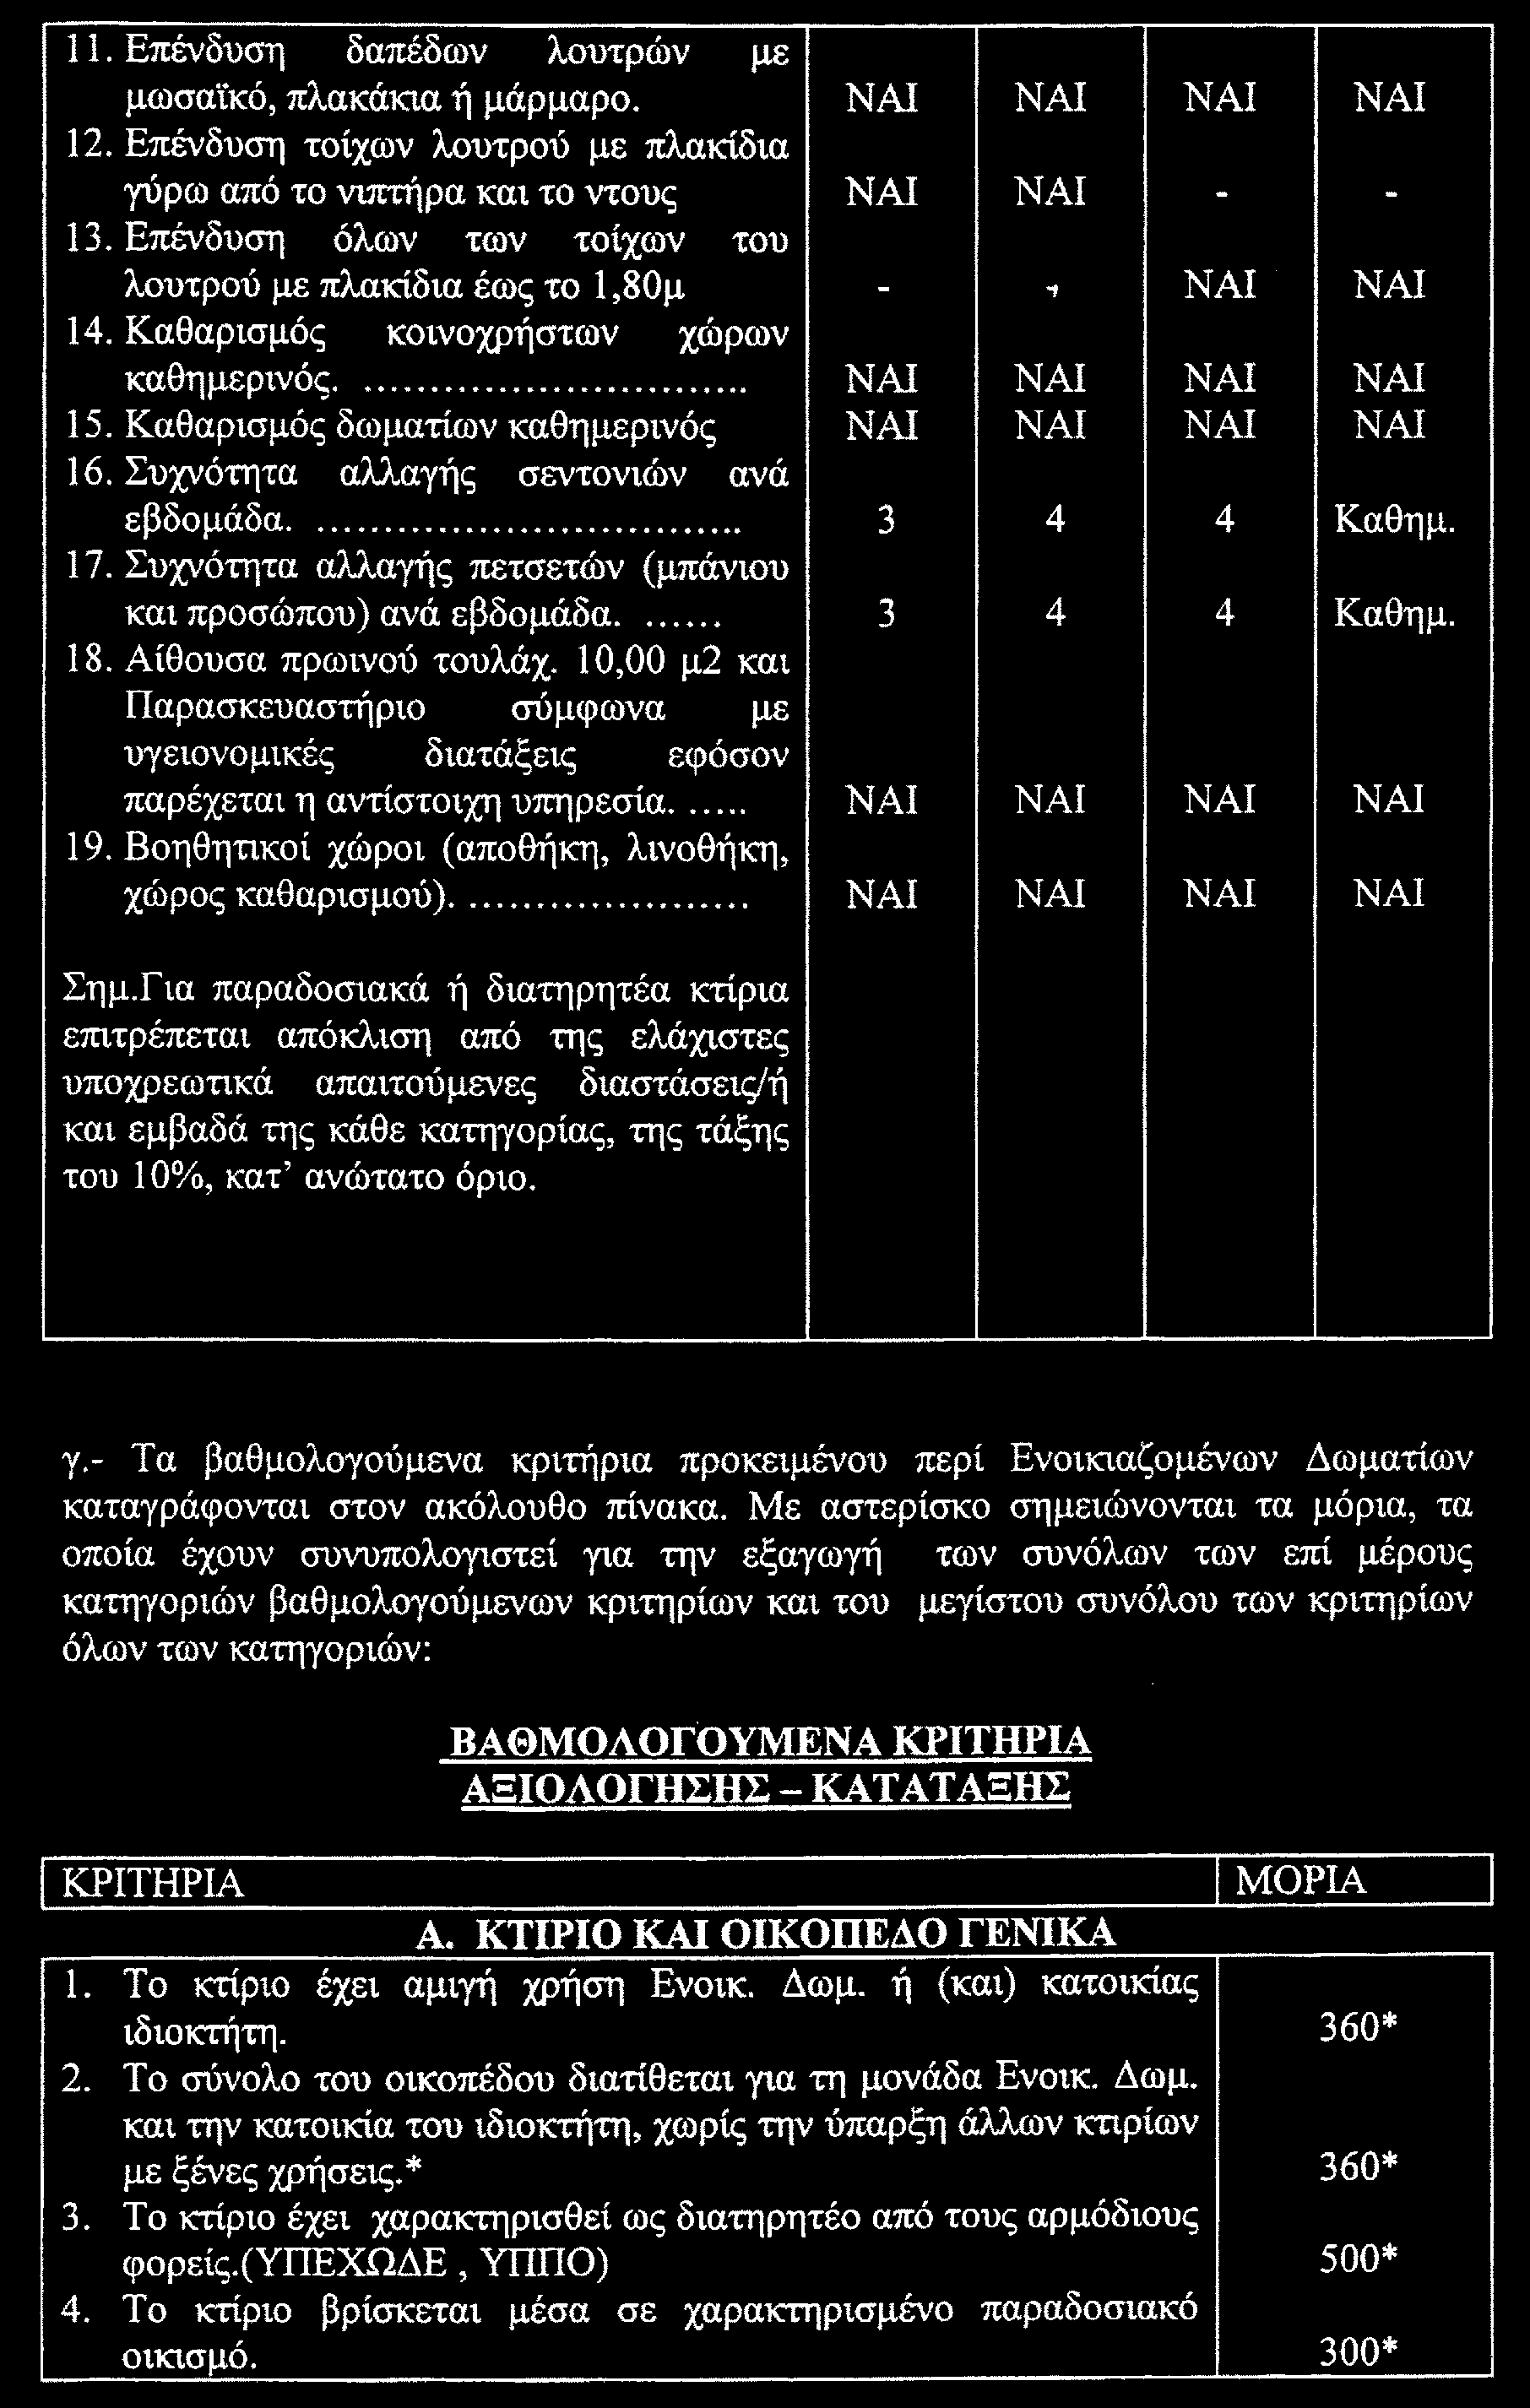 11. Επένδυση δαπέδων λουτρών με
μωσαϊκό, πλακάκια ή μάρμαρο. ΝΑΙ ΝΑΙ ΝΑΙ ΝΑΙ
12. Επένδυση τοίχων λουτρού με πλακίδια
γύρω από το νιπτήρα και το ντους ΝΑΙ ΝΑΙ - -
13. Επένδυση όλων των τοίχων του
λουτρού με πλακίδια έως το 1,80μ - - ΝΑΙ ΝΑΙ
14. Καθαρισμός κοινοχρήστων χώρων
καθημερινός. ............................. ΝΑΙ ΝΑΙ ΝΑΙ ΝΑΙ
15. Καθαρισμός δωματίων καθημερινός ΝΑΙ ΝΑΙ ΝΑΙ ΝΑΙ
16. Συχνότητα αλλαγής σεντονιών ανά
εβδομάδα. ................................ 3 4 4 Καθημ.
17. Συχνότητα αλλαγής πετσετών (μπάνιου
και προσώπου) ανά εβδομάδα. ...... 3 4 4 Καθημ.
18. Αίθουσα πρωινού τουλάχ. 10,00 μ2 και
Παρασκευαστήριο σύμφωνα με
υγειονομικές διατάξεις εφόσον
παρέχεται η αντίστοιχη υπηρεσία. ..... ΝΑΙ ΝΑΙ ΝΑΙ ΝΑΙ
19. Βοηθητικοί χώροι (αποθήκη, λινοθήκη,
χώρος καθαρισμού). ..................... ΝΑΙ ΝΑΙ ΝΑΙ ΝΑΙ
Σημ.Για παραδοσιακά ή διατηρητέα κτίρια
επιτρέπεται απόκλιση από της ελάχιστες
υποχρεωτικά απαιτούμενες διαστάσεις/ή
και εμβαδά της κάθε κατηγορίας, της τάξης
του 10%, κατ’ ανώτατο όριο.
γ.- Τα βαθμολογούμενα κριτήρια προκειμένου περί Ενοικιαζομένων Δωματίων
καταγράφονται στον ακόλουθο πίνακα. Με αστερίσκο σημειώνονται τα μόρια, τα
οποία έχουν συνυπολογιστεί για την εξαγωγή των συνόλων των επί μέρους
κατηγοριών βαθμολογούμενων κριτηρίων και του μεγίστου συνόλου των κριτηρίων
όλων των κατηγοριών:
ΒΑΘΜΟΛΟΓΟΥΜΕΝΑ ΚΡΙΤΗΡΙΑ
ΑΞΙΟΛΟΓΗΣΗΣ – ΚΑΤΑΤΑΞΗΣ
ΚΡΙΤΗΡΙΑ ΜΟΡΙΑ
Α. ΚΤΙΡΙΟ ΚΑΙ ΟΙΚΟΠΕΔΟ ΓΕΝΙΚΑ
1. Το κτίριο έχει αμιγή χρήση Ενοικ. Δωμ. ή (και) κατοικίας
ιδιοκτήτη. 360*
2. Το σύνολο του οικοπέδου διατίθεται για τη μονάδα Ενοικ. Δωμ.
και την κατοικία του ιδιοκτήτη, χωρίς την ύπαρξη άλλων κτιρίων
με ξένες χρήσεις.* 360*
3. Το κτίριο έχει χαρακτηρισθεί ως διατηρητέο από τους αρμόδιους
φορείς.(ΥΠΕΧΩΔΕ , ΥΠΠΟ) 500*
4. Το κτίριο βρίσκεται μέσα σε χαρακτηρισμένο παραδοσιακό
οικισμό. 300*